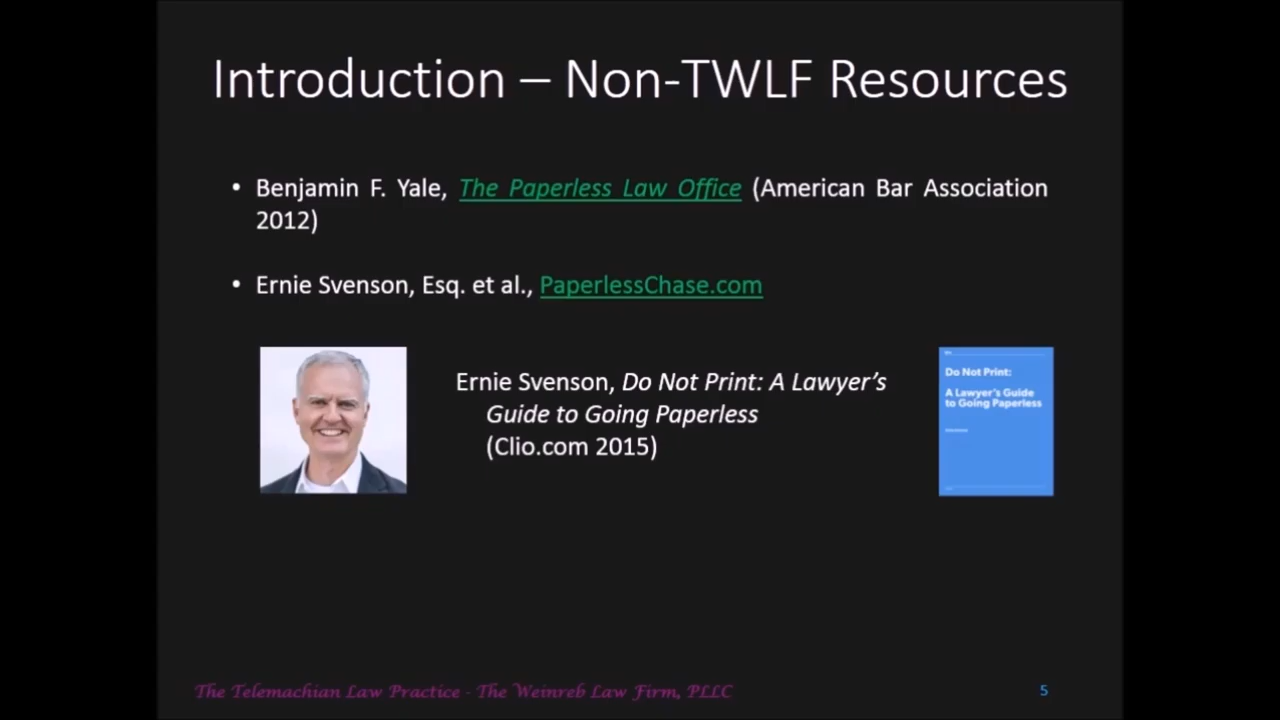 Introduction – Non-TWLF Resources
• Benjamin F. Yale, The Paperless Law Office (American Bar Association
2012)
• Ernie Svenson, Esq. et al., PaperlessChase.com
Ernie Svenson, Do Not Print: A Lawyer’s
Guide to Going Paperless
(Clio.com 2015)
Do Not Print:
A Lawyer’s Guide
to Going Paperless
The Telemachian Law Practice - The Weinreb Law Firm, PLLC
5